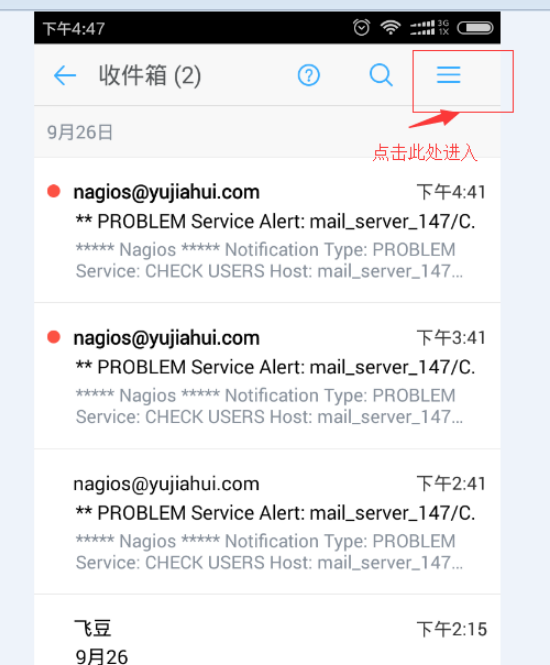 下午4:47
3G
1X
收件箱 (2)
9月26日
点击此处进入
nagios@yujiahui.com 下午4:41
** PROBLEM Service Alert: mail_server_147/C.
***** Nagios ***** Notification Type: PROBLEM
Service: CHECK USERS Host: mail_server_147...
nagios@yujiahui.com 下午3:41
** PROBLEM Service Alert: mail_server_147/C.
***** Nagios ***** Notification Type: PROBLEM
Service: CHECK USERS Host: mail_server_147...
nagios@yujiahui.com 下午2:41
** PROBLEM Service Alert: mail_server_147/C.
***** Nagios ***** Notification Type: PROBLEM
Service: CHECK USERS Host: mail_server_147...
飞豆 下午2:15
9月26